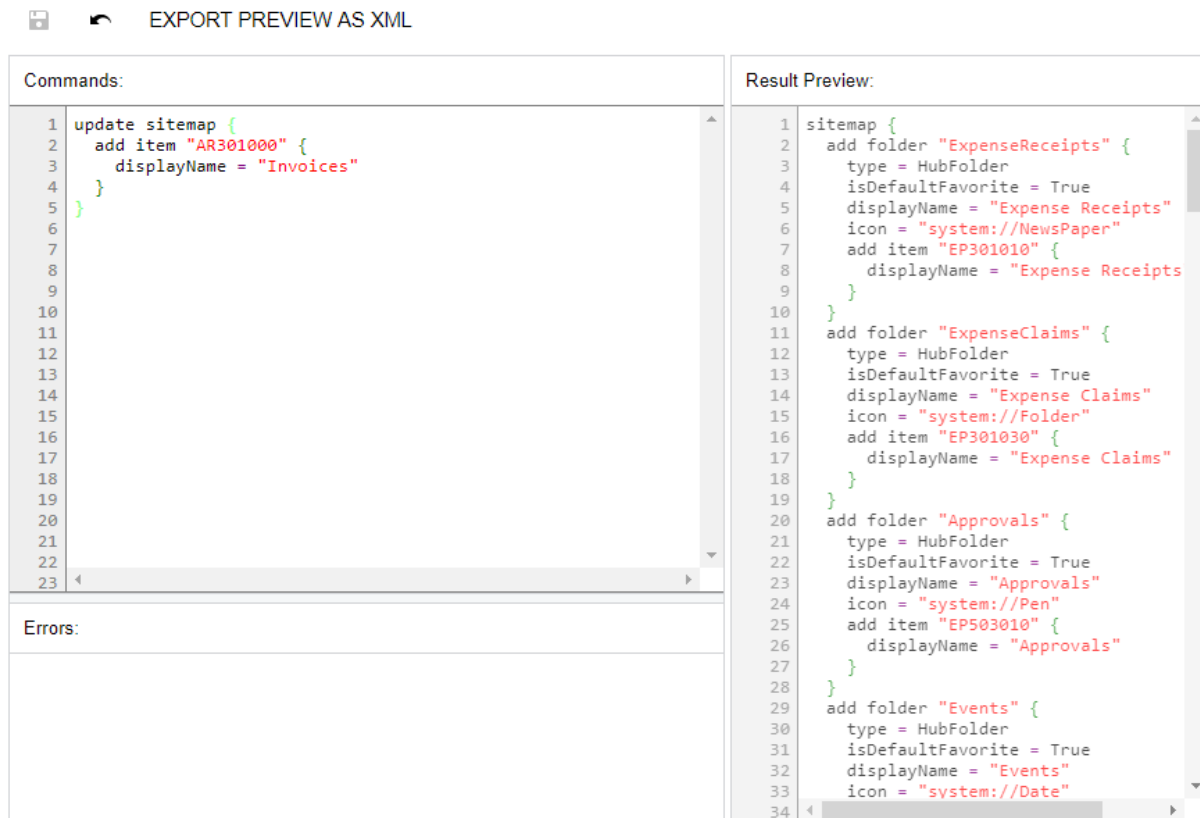 EXPORT PREVIEW AS XML
Commands:
1 update sitemap {
2 add item "AR301000" {
3 displayName = "Invoices"
4 }
5 }
6
7
8
9
10
11
12
13
14
15
16
17
18
19
20
21
22
23
Errors:
Result Preview:
1 sitemap {
2 add folder "ExpenseReceipts" {
3 type = HubFolder
4 isDefaultFavorite = True
5 displayName = "Expense Receipts"
6 icon = "system://NewsPaper"
7 add item "EP301010" {
8 displayName = "Expense Receipts
9 }
10 }
11 add folder "ExpenseClaims" {
12 type = HubFolder
13 isDefaultFavorite = True
14 displayName = "Expense Claims"
15 icon = "system://Folder"
16 add item "EP301030" {
17 displayName = "Expense Claims"
18 }
19 }
20 add folder "Approvals" {
21 type = HubFolder
22 isDefaultFavorite = True
23 displayName = "Approvals"
24 icon = "system://Pen"
25 add item "EP503010" {
26 displayName = "Approvals"
27 }
28 }
29 add folder "Events" {
30 type = HubFolder
31 isDefaultFavorite = True
32 displayName = "Events"
33 icon = "system://Date"
34